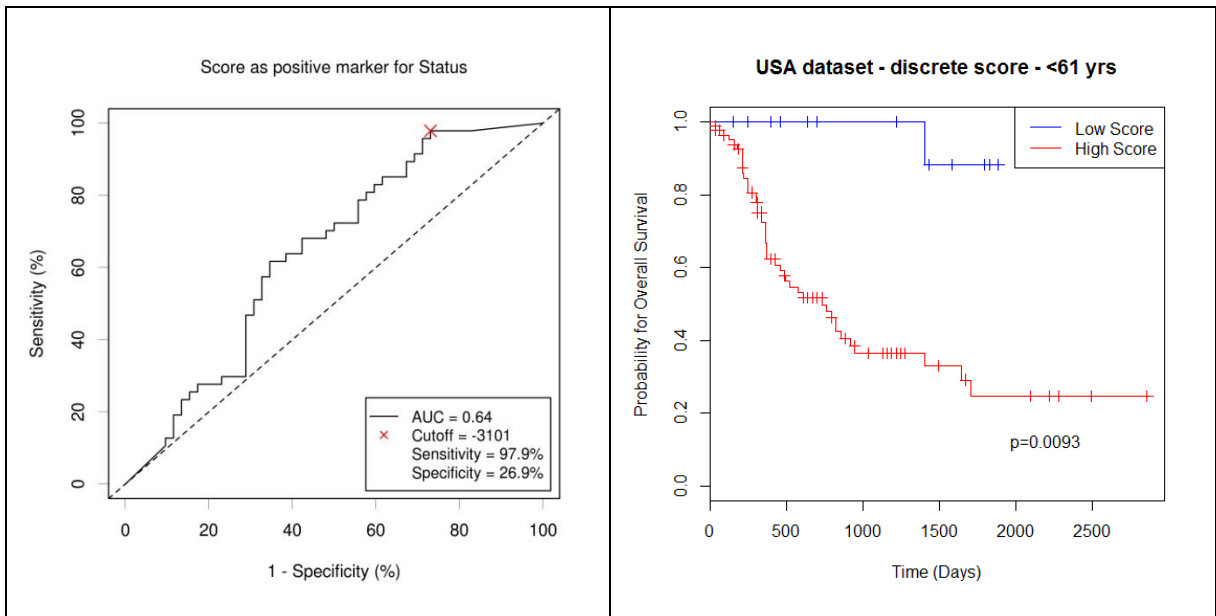 Score as positive marker for Status
Sensitivity (%)
100
80
60
40
20
0
AUC = 0.64
Cutoff = -3101
Sensitivity = 97.9%
Specificity = 26.9%
0 20 40 60 80 100
1 - Specificity (%)
USA dataset - discrete score - <61 yrs
Probability for Overall Survival
1.0
0.8
0.6
0.4
0.2
0.0
Low Score
High Score
p=0.0093
0 500 1000 1500 2000 2500
Time (Days)